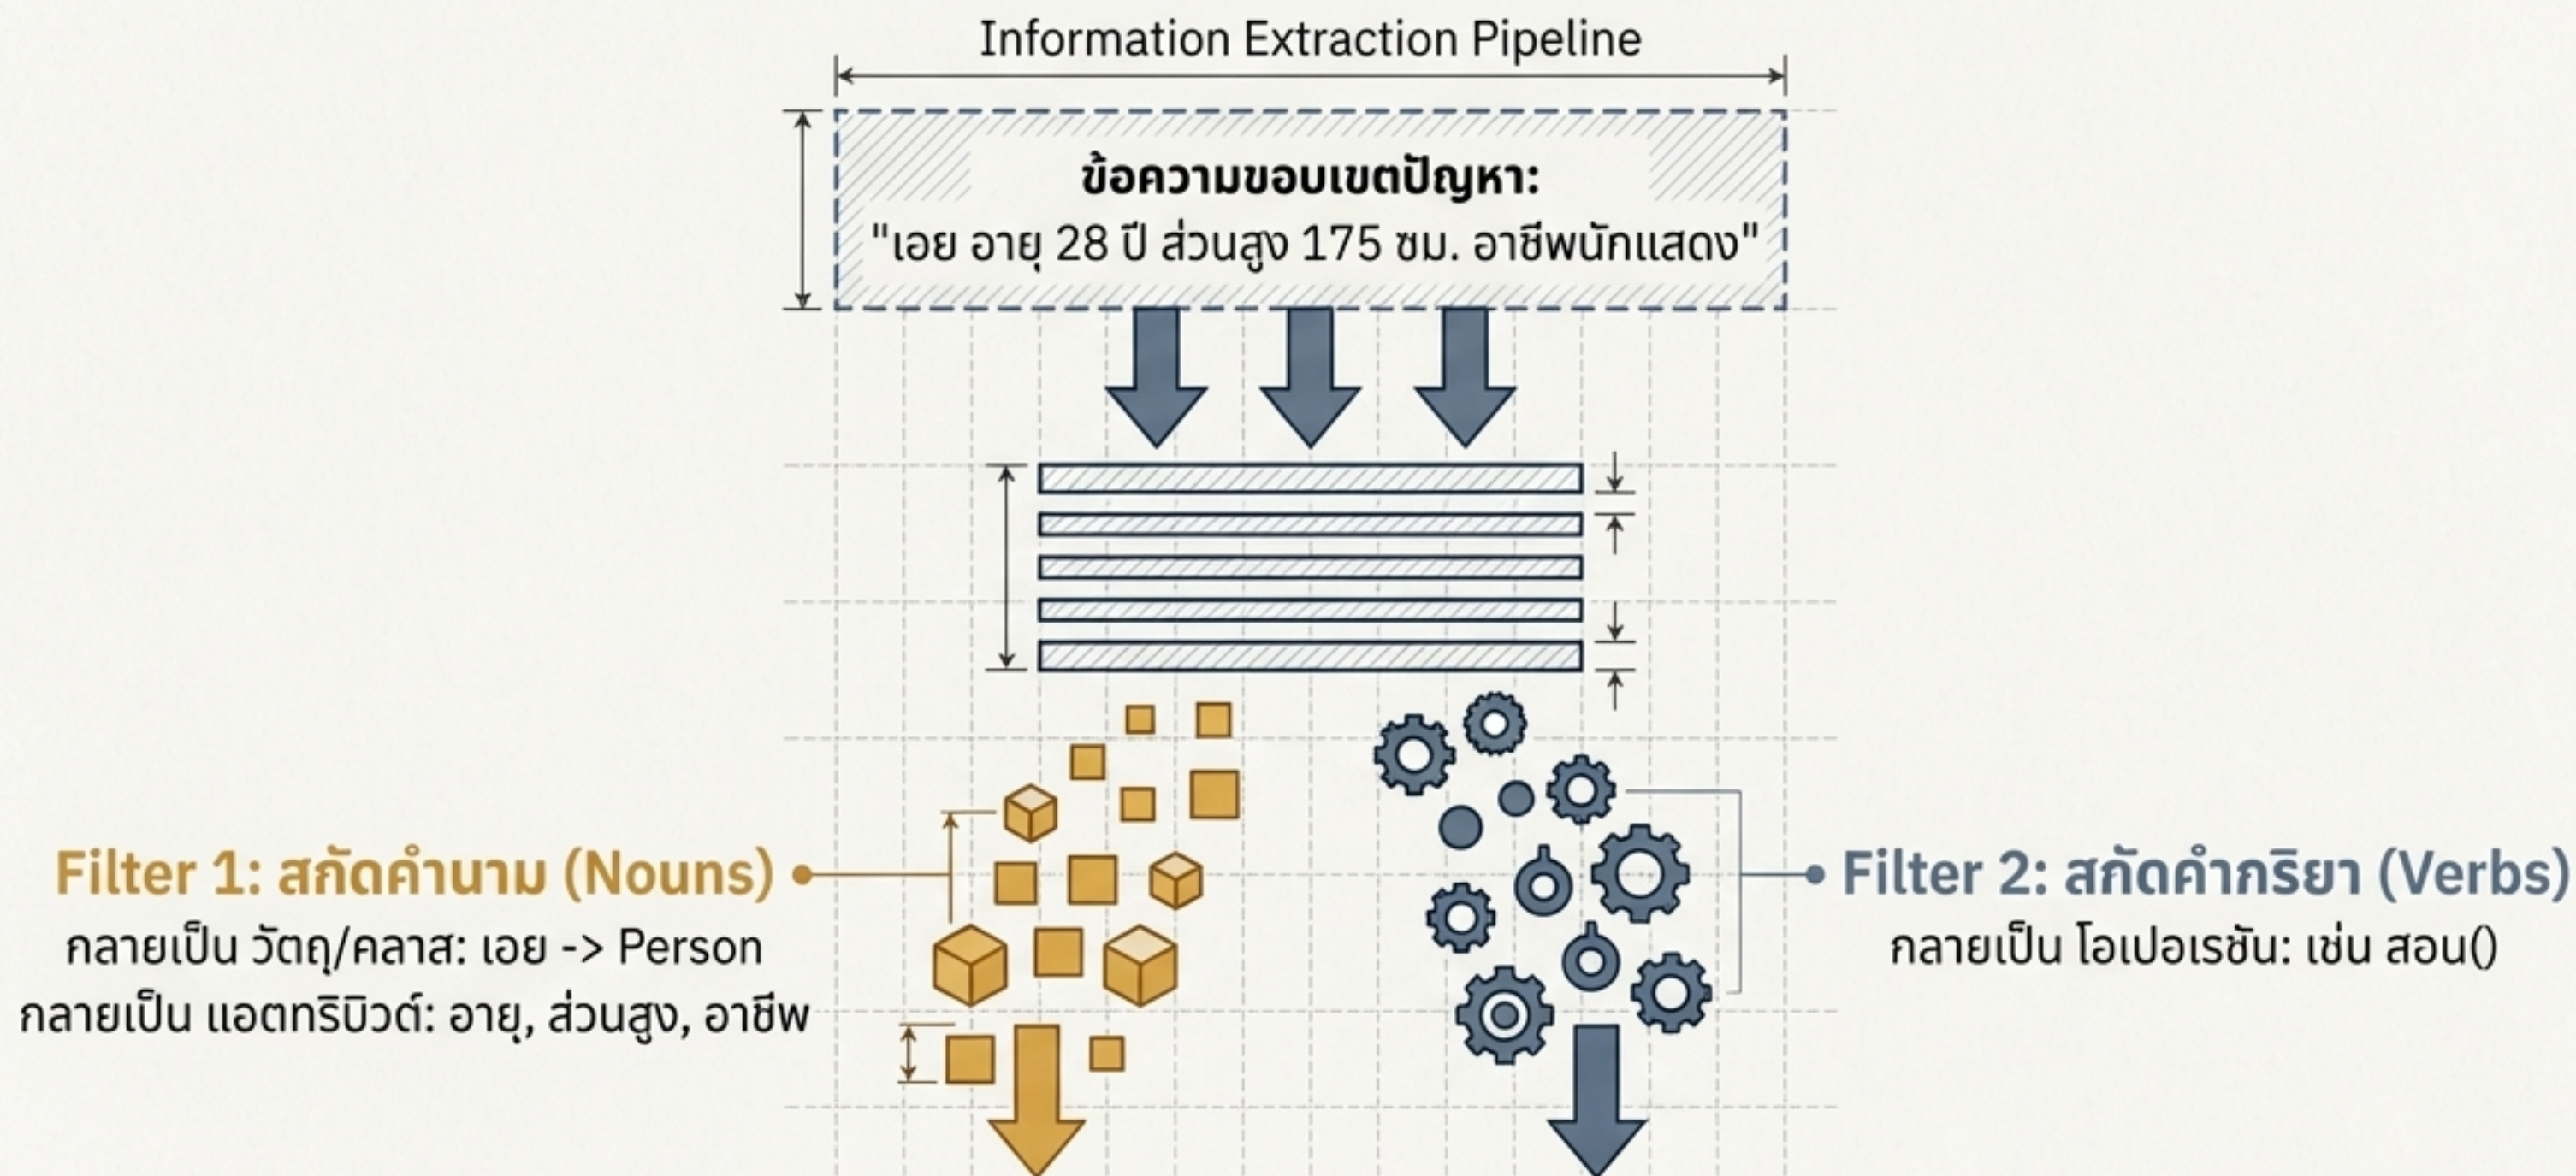 Information Extraction Pipeline
ข้อความขอบเขตปัญหา:
"เอย อายุ 28 ปี ส่วนสูง 175 ซม. อาชีพนักแสดง"
Filter 1: สกัดคำนาม (Nouns)
กลายเป็น วัตถุ/คลาส: เอย -> Person
กลายเป็น แอตทริบิวต์: อายุ, ส่วนสูง, อาชีพ
Filter 2: สกัดคำกริยา (Verbs)
กลายเป็น โอเปอเรชัน: เช่น สอน()